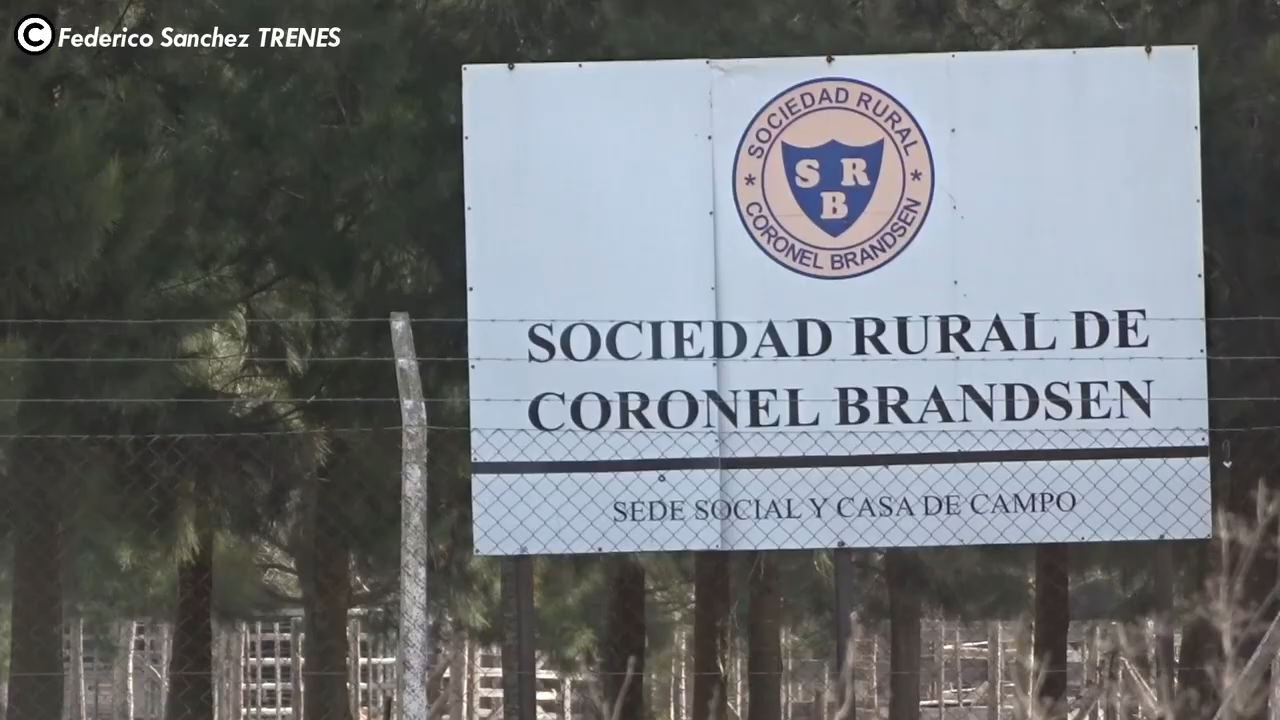 © Federico Sanchez TRENES
SOCIEDAD RURAL
* CORONEL BRANDSEN *
S R
B
SOCIEDAD RURAL DE
CORONEL BRANDSEN
SEDE SOCIAL Y CASA DE CAMPO